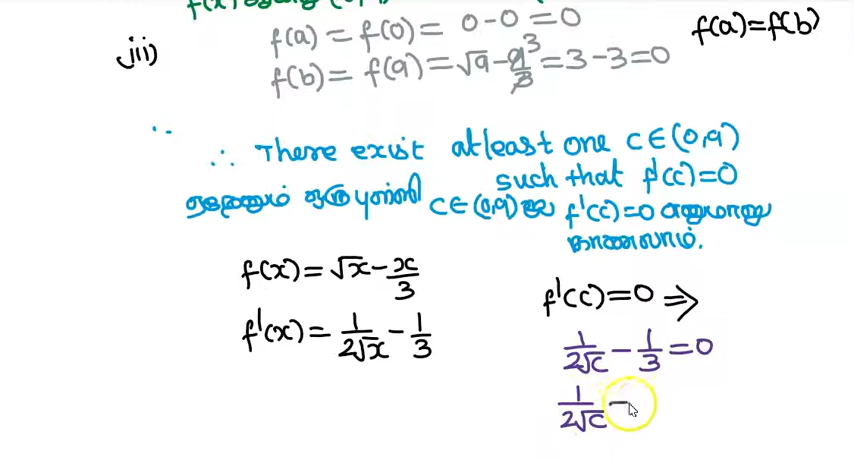 iii) f(a) = f(0) = 0 - 0 = 0 f(a)=f(b)
f(b) = f(9) = √9 - 9/3 = 3 - 3 = 0
∴ There exist atleast one C∈(0,9)
such that f'(c)=0
C∈(0,9) f'(c)=0
f(x) = √x - x/3
f'(x) = 1/2√x - 1/3
f'(c)=0 ⇒
1/2√c - 1/3 = 0
1/2√c -